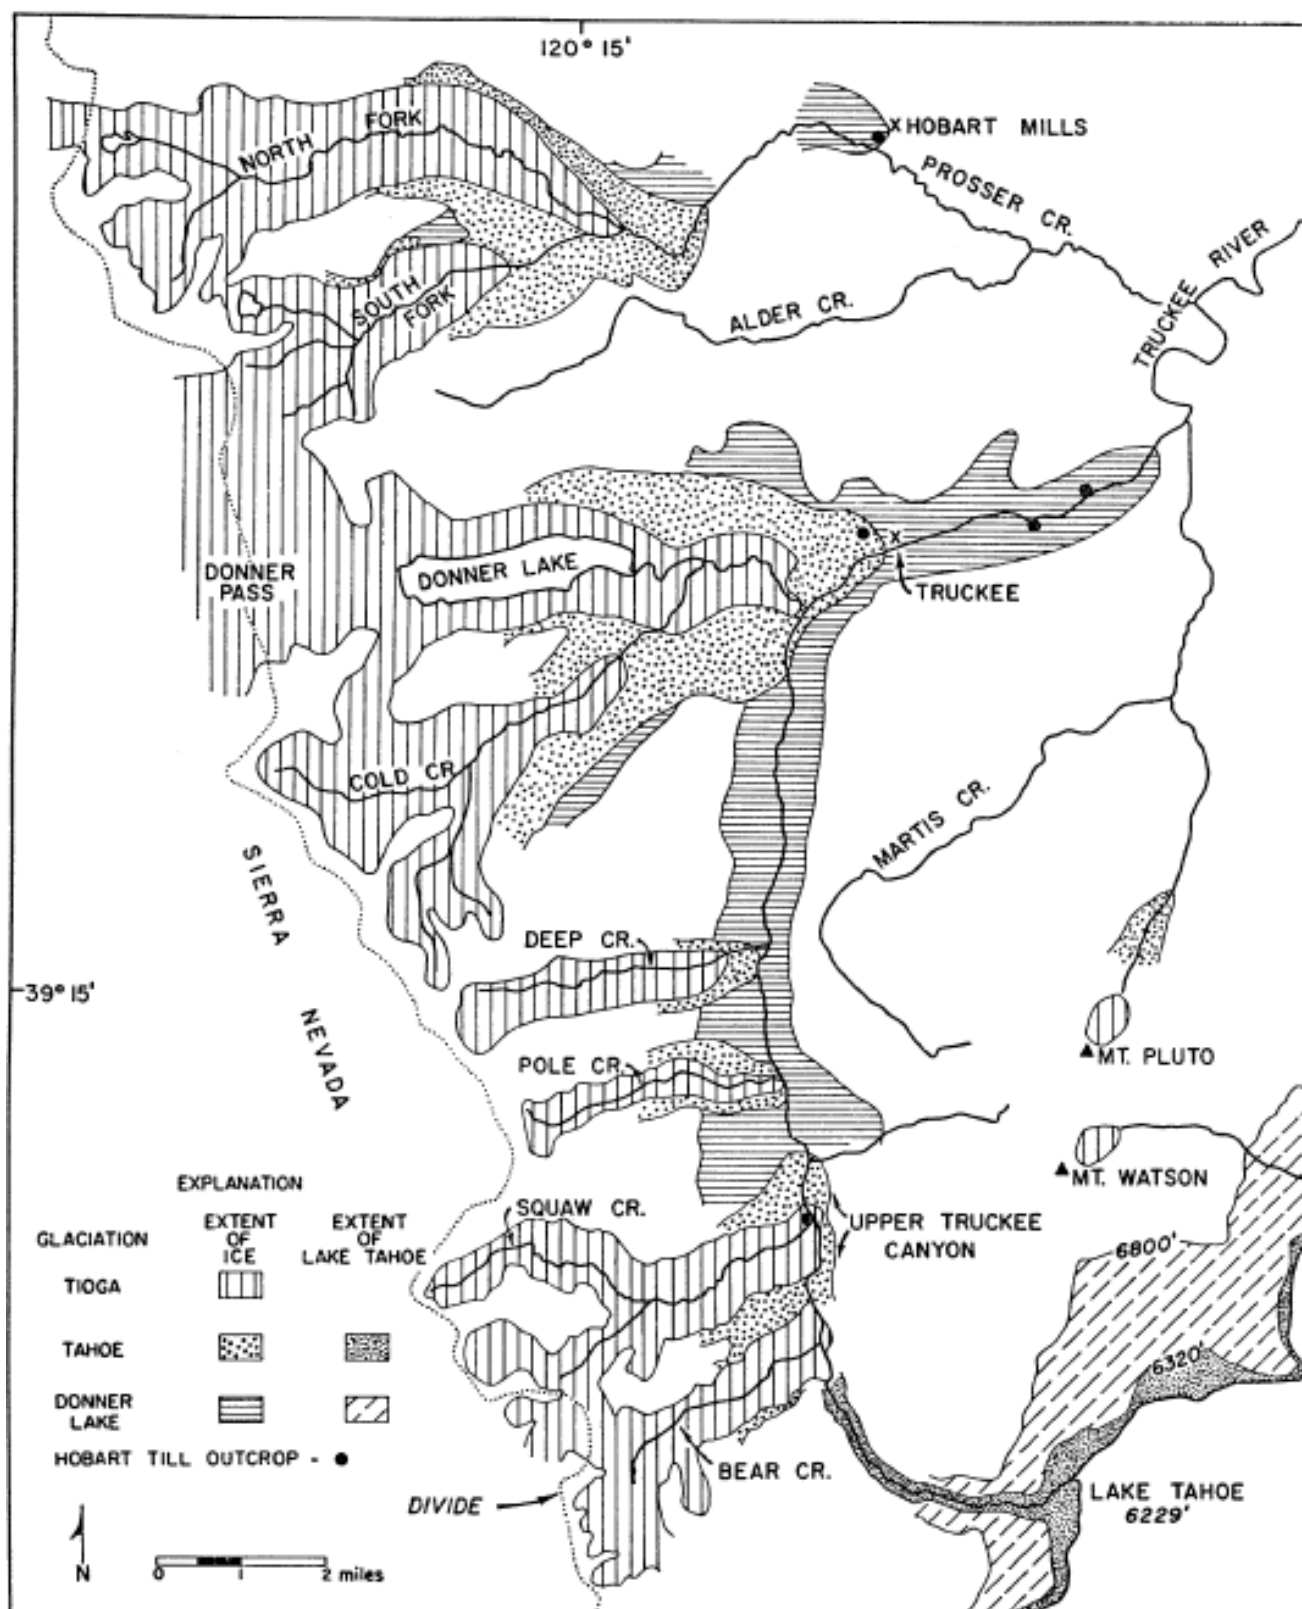 120° 15'
NORTH
FORK
X HOBART MILLS
PROSSER CR.
TRUCKEE RIVER
SOUTH
FORK
ALDER CR.
DONNER
PASS
DONNER LAKE
X
TRUCKEE
COLD CR
MARTIS CR.
SIERRA
NEVADA
DEEP CR.
39° 15'
POLE CR.
MT. PLUTO
MT. WATSON
SQUAW CR.
UPPER TRUCKEE
CANYON
6800'
6320'
EXPLANATION
GLACIATION
EXTENT
OF
ICE
EXTENT
OF
LAKE TAHOE
TIOGA
TAHOE
DONNER
LAKE
HOBART TILL OUTCROP -
BEAR CR.
DIVIDE
LAKE TAHOE
6229'
N
0 1 2 miles